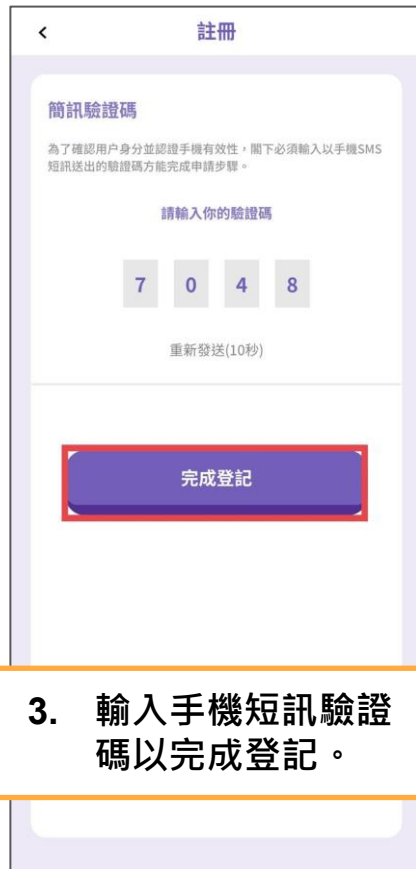 註冊
簡訊驗證碼
為了確認用户身分並認證手機有效性，閣下必須輸入以手機SMS
短訊送出的驗證碼方能完成申請步驟。
請輸入你的驗證碼
7 0 4 8
重新發送(10秒)
完成登記
3. 輸入手機短訊驗證
碼以完成登記。